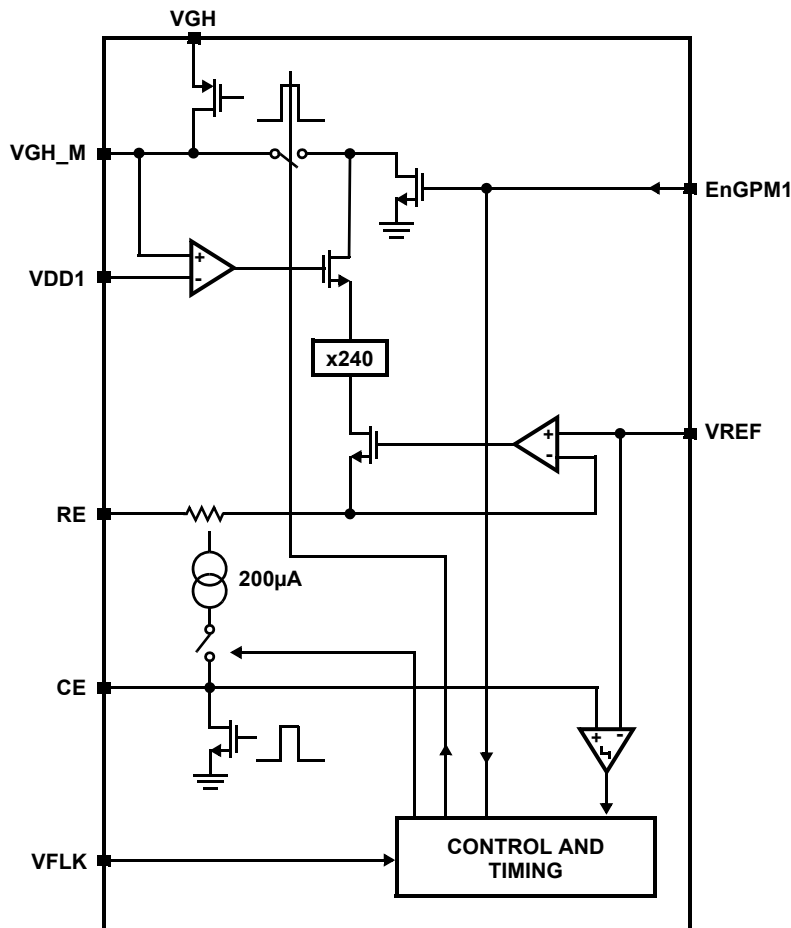 VGH
VGH_M
EnGPM1
+
VDD1
-
x240
+
VREF
-
RE
200µA
CE
+ -
CONTROL AND
TIMING
VFLK